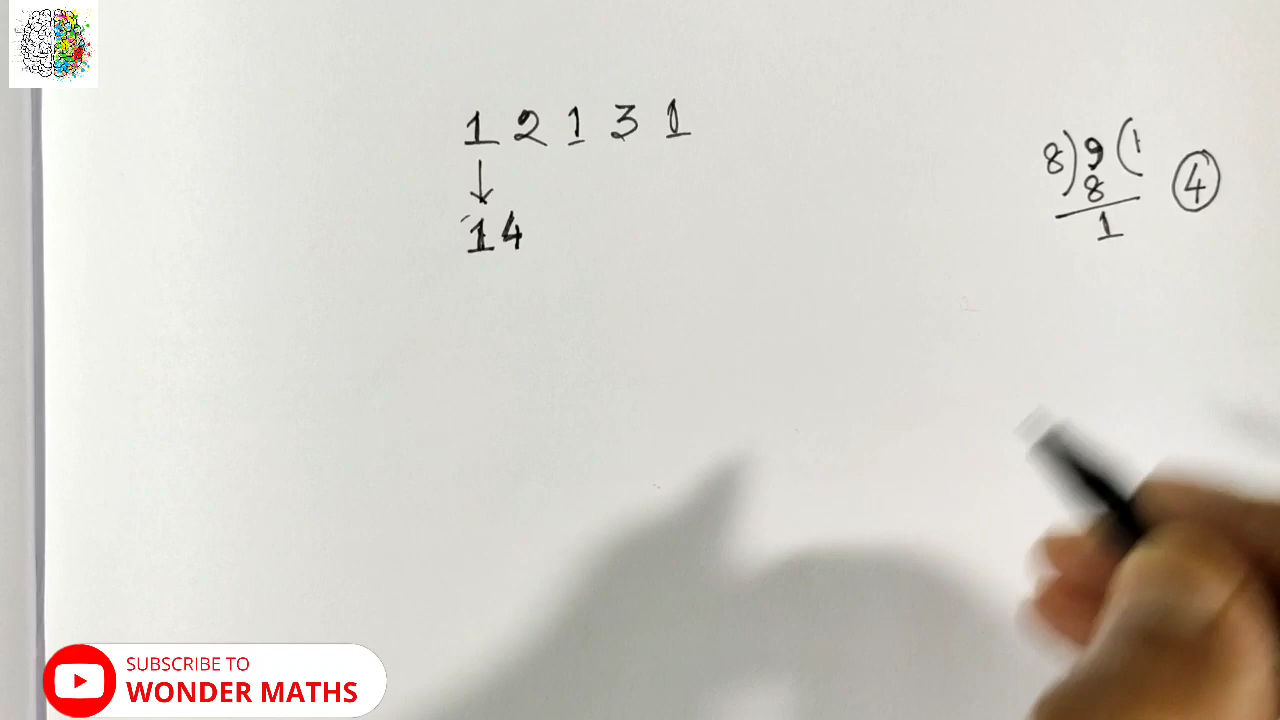 1 2 1 3 1
↓
14
8)9(1
8
1
④
SUBSCRIBE TO
WONDER MATHS